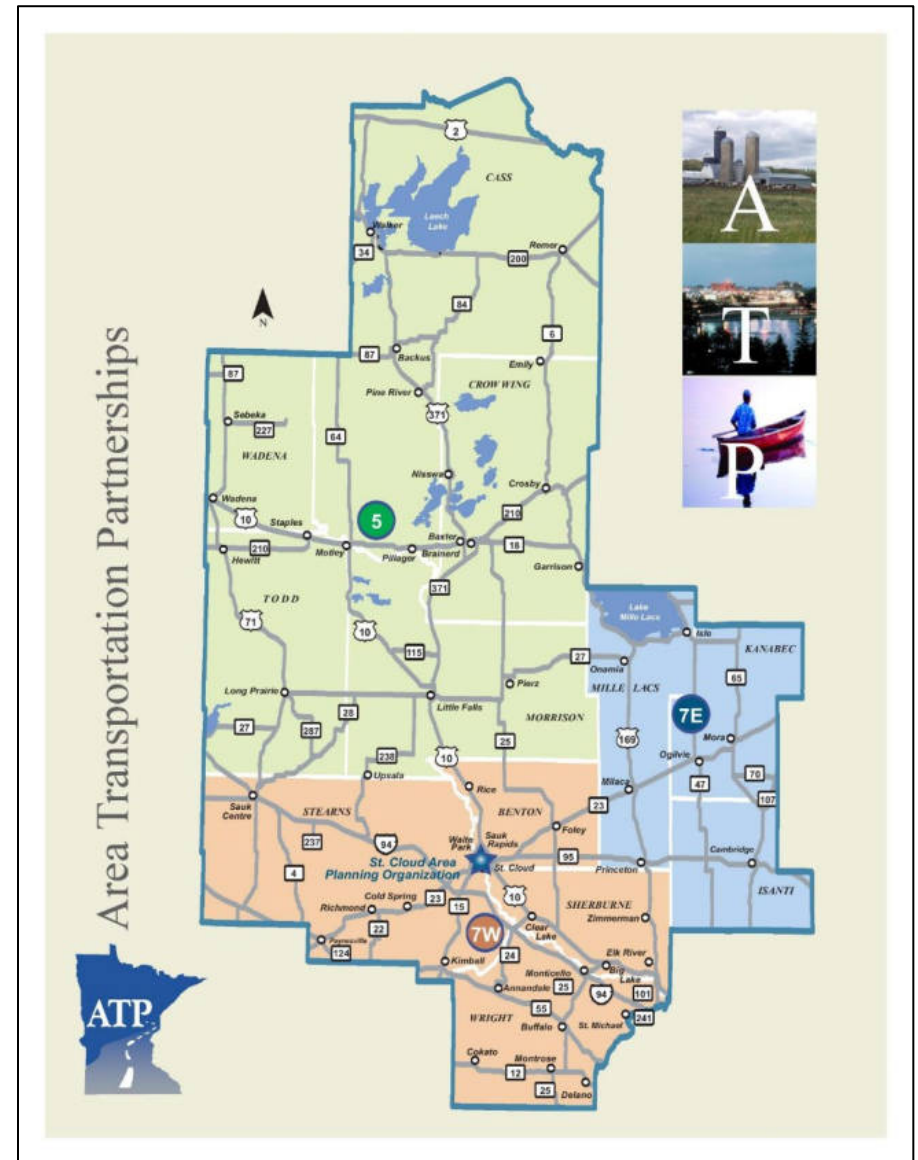 Area Transportation Partnerships
A
T
P
2
CASS
Leech
Lake
Walker
34
200
Remer
84
6
N
87
Backus
Emily
87
Pine River
CROW WING
371
Sebeka
227
64
WADENA
Nisswa
Crosby
Wadena
10
Staples
5
210
Baxter
210
Hewitt
Motley
Pillager
Brainerd
18
Garrison
371
TODD
71
10
Lake
Mille Lacs
Isle
115
27
Onamia
KANABEC
65
Pierz
MILLE LACS
Long Prairie
28
Little Falls
7E
27
287
MORRISON
169
Mora
238
10
25
Ogilvie
Upsala
47
70
Rice
Milaca
107
Sauk
Centre
STEARNS
BENTON
23
237
94
Waite
Park
Sauk
Rapids
Foley
St. Cloud Area
Planning Organization
St. Cloud
95
Princeton
Cambridge
4
Cold Spring
23
10
SHERBURNE
ISANTI
Richmond
15
Zimmerman
22
7W
Clear
Lake
Paynesville
124
24
Elk River
Kimball
Monticello
Big
Lake
Annandale
25
94
101
ATP
WRIGHT
55
St. Michael
241
Buffalo
Cokato
Montrose
12
25
Delano